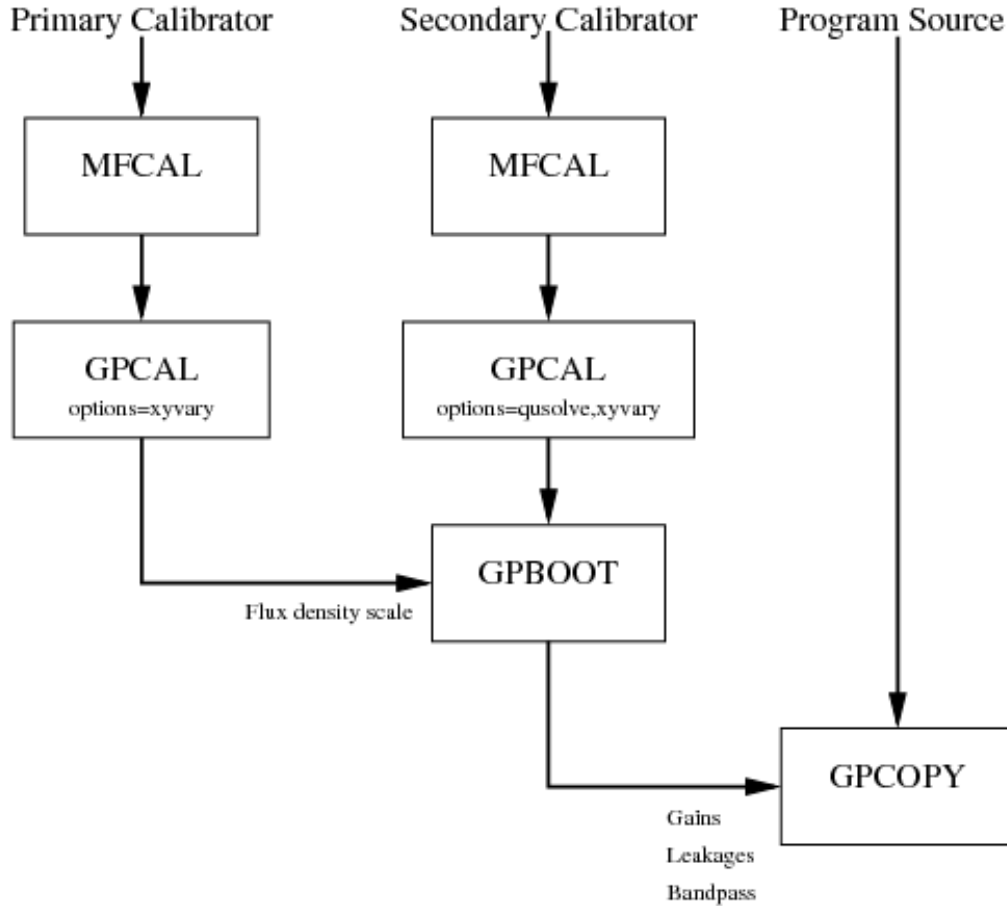 Primary Calibrator
Secondary Calibrator
Program Source
MFCAL
MFCAL
GPCAL
options=xyvary
GPCAL
options=qusolve,xyvary
GPBOOT
Flux density scale
GPCOPY
Gains
Leakages
Bandpass